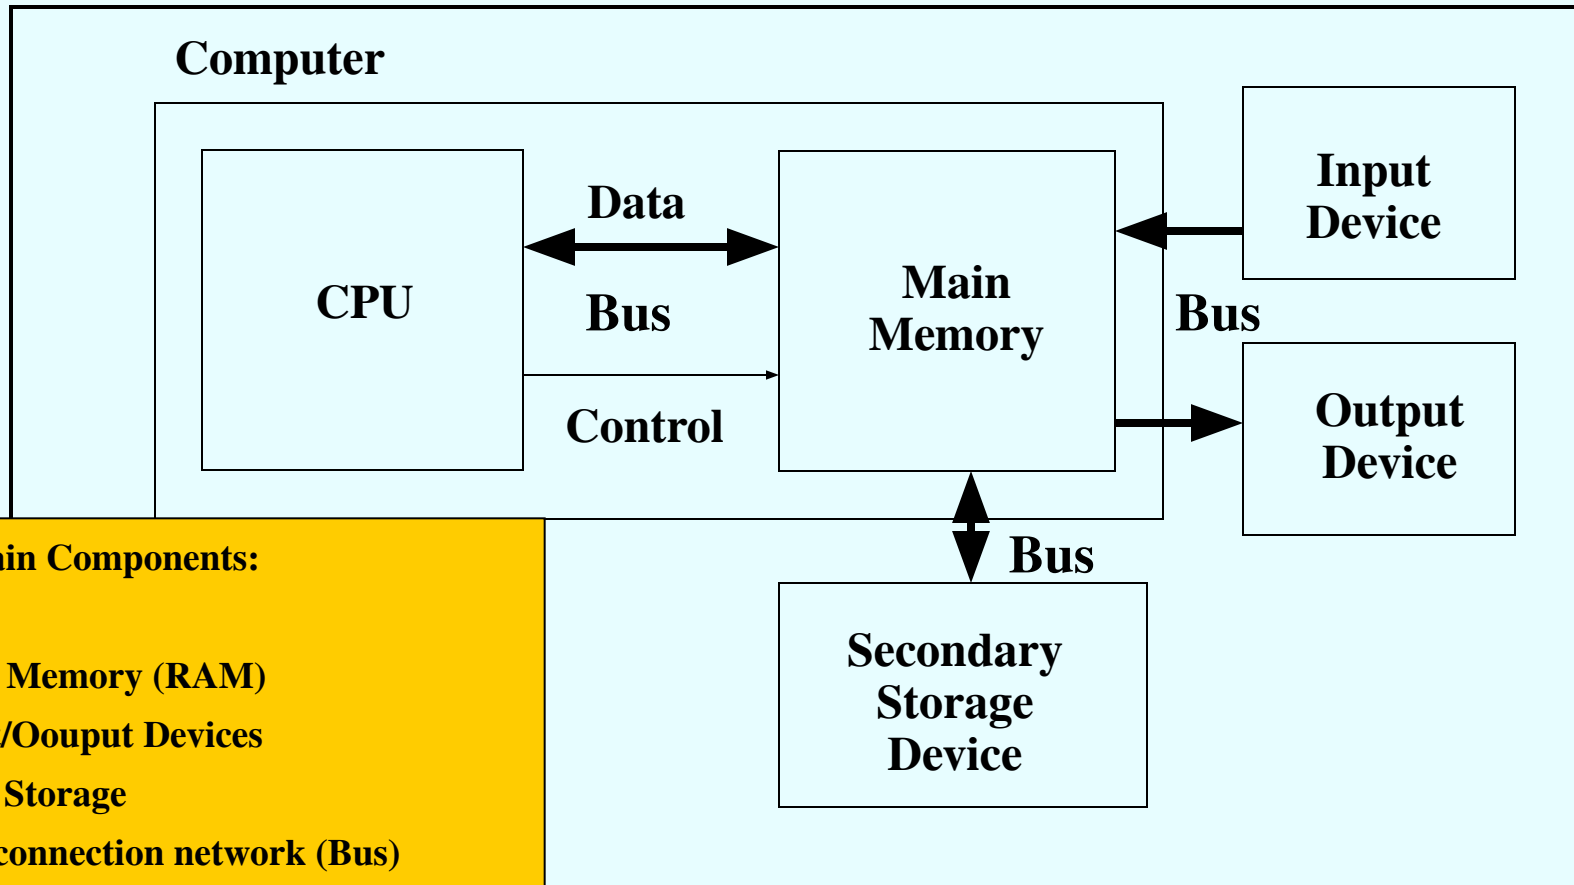 Computer
Data
CPU
Bus
Control
Main
Memory
Input
Device
Bus
Output
Device
Bus
Secondary
Storage
Device
Components:
Memory (RAM)
/Oouput Devices
Storage
connection network (Bus)